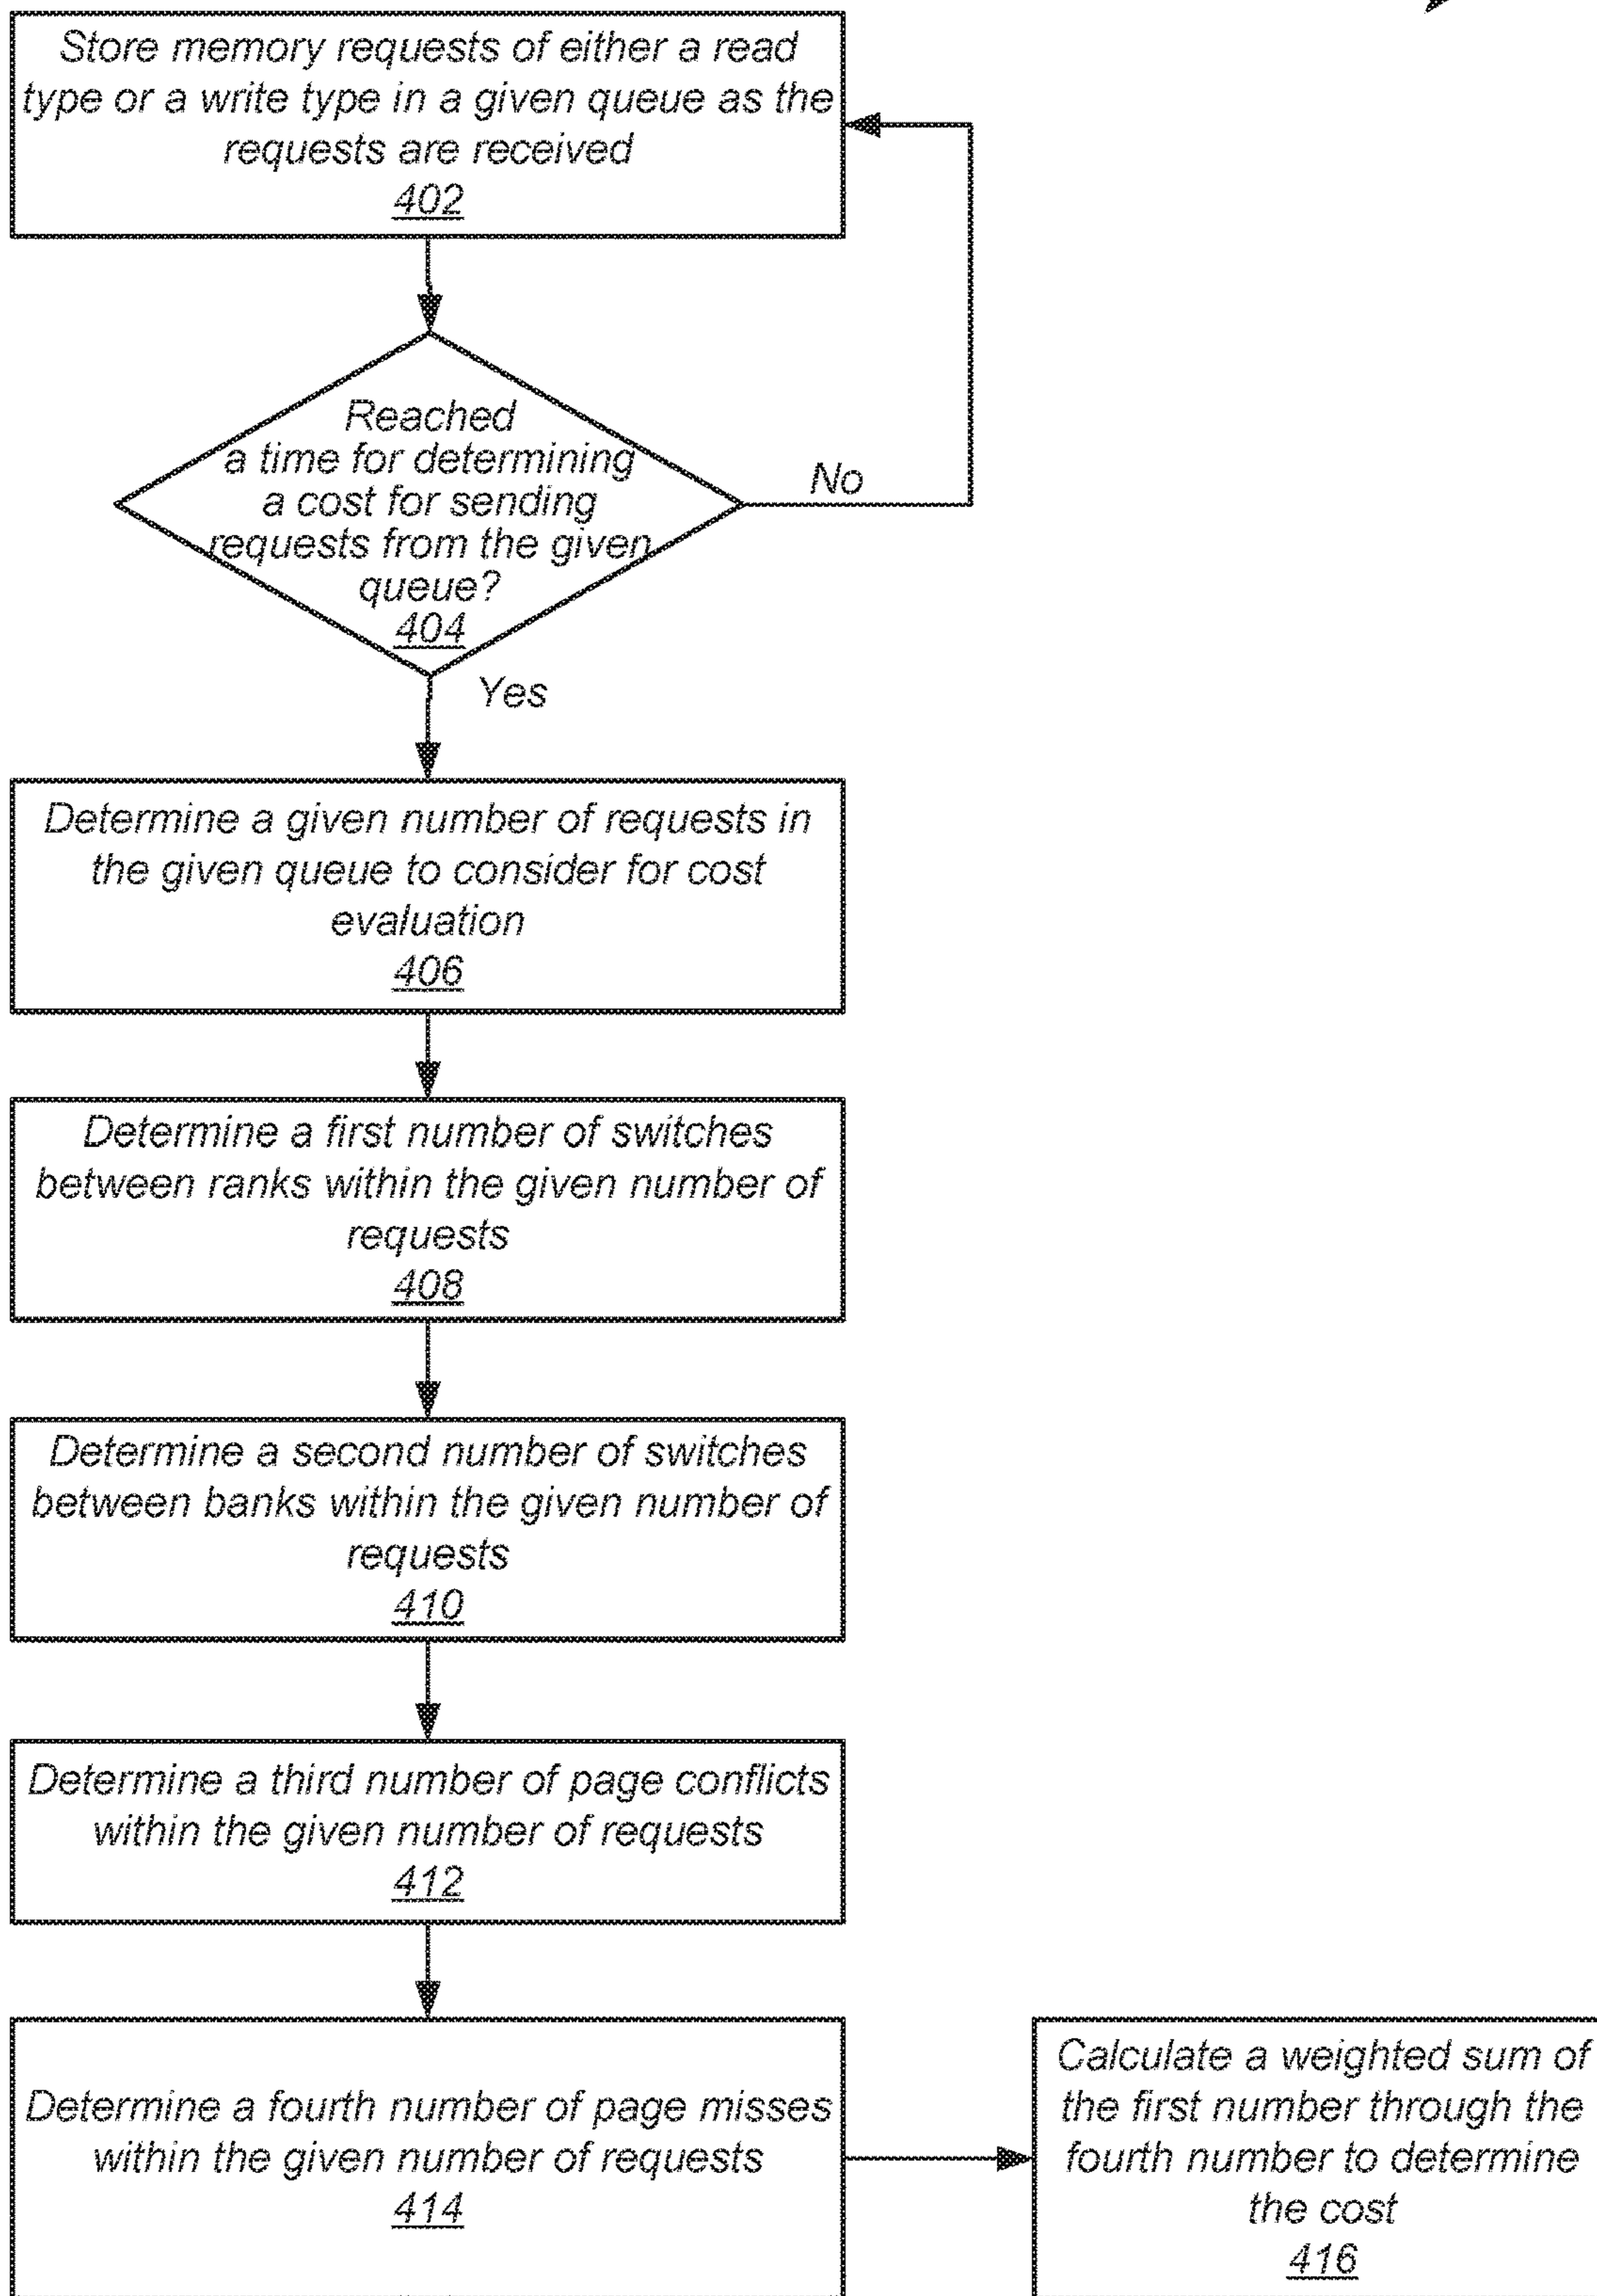 Store memory requests of either a read
type or a write type in a given queue as the
requests are received
402
Reached
a time for determining
a cost for sending
requests from the given
queue?
404
No
Yes
Determine a given number of requests in
the given queue to consider for cost
evaluation
406
Determine a first number of switches
between ranks within the given number of
requests
408
Determine a second number of switches
between banks within the given number of
requests
410
Determine a third number of page conflicts
within the given number of requests
412
Determine a fourth number of page misses
within the given number of requests
414
Calculate a weighted sum of
the first number through the
fourth number to determine
the cost
416